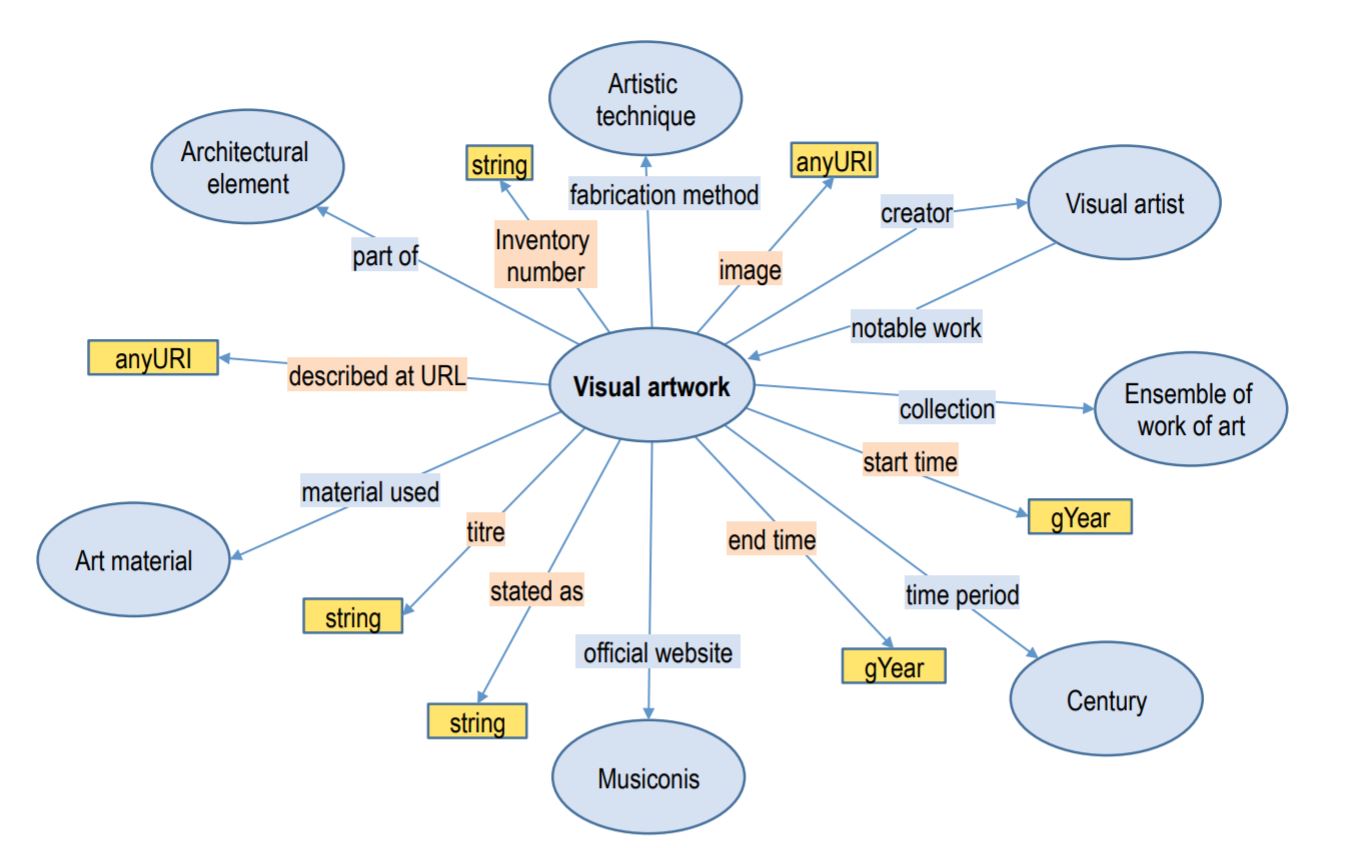 Artistic
technique
Architectural
element
string
anyURI
fabrication method
creator
Visual artist
Inventory
number
part of
image
notable work
anyURI
described at URL
Visual artwork
collection
Ensemble of
work of art
start time
material used
gYear
titre
end time
Art material
stated as
time period
string
official website
gYear
string
Century
Musiconis